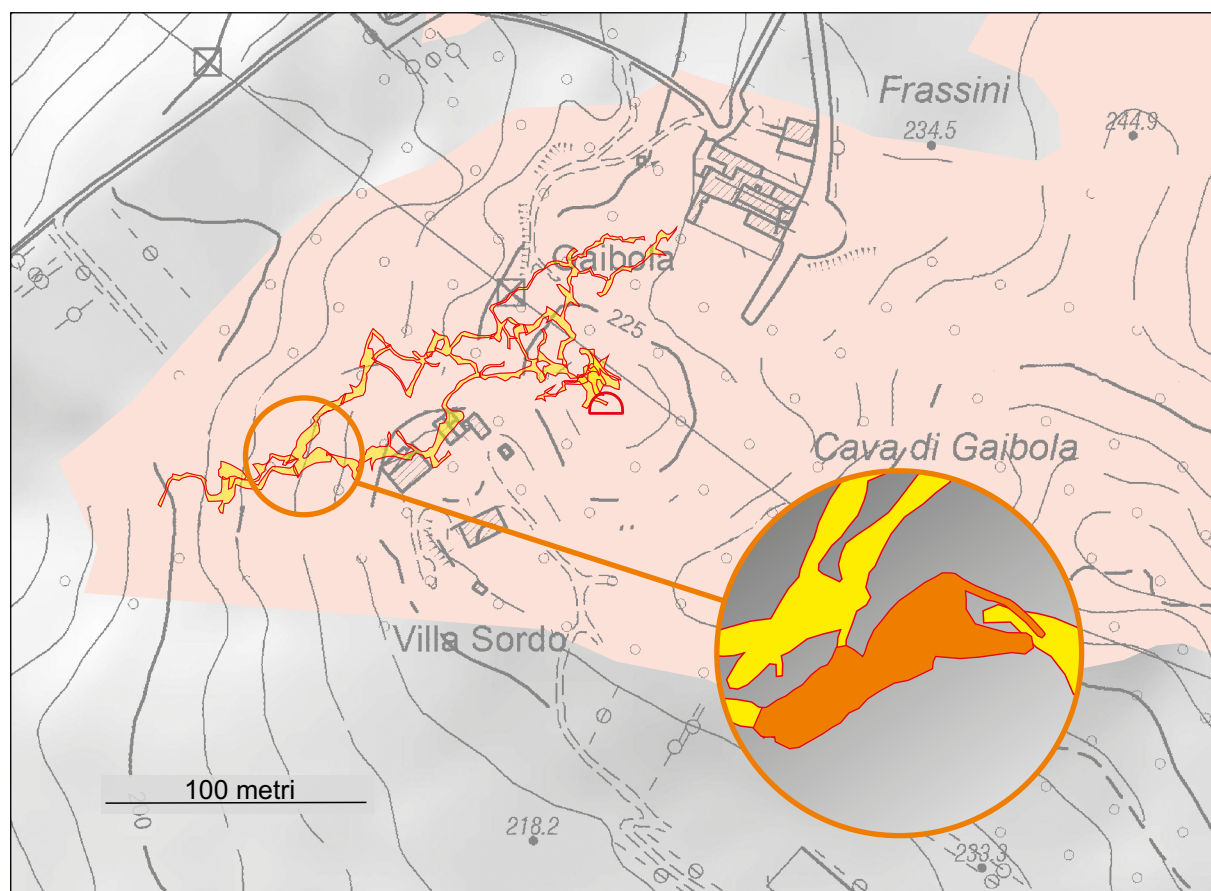 Frassini
234.5
244.9
Gaibola
225
Cava di Gaibola
Villa Sordo
100 metri
200
218.2
233.3